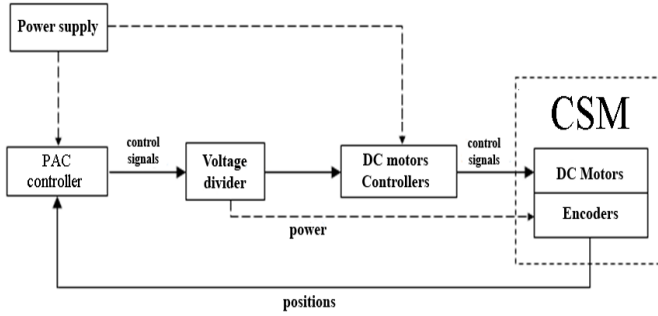 Power supply
CSM
control
signals
control
signals
PAC
controller
Voltage
divider
DC motors
Controllers
DC Motors
Encoders
power
positions